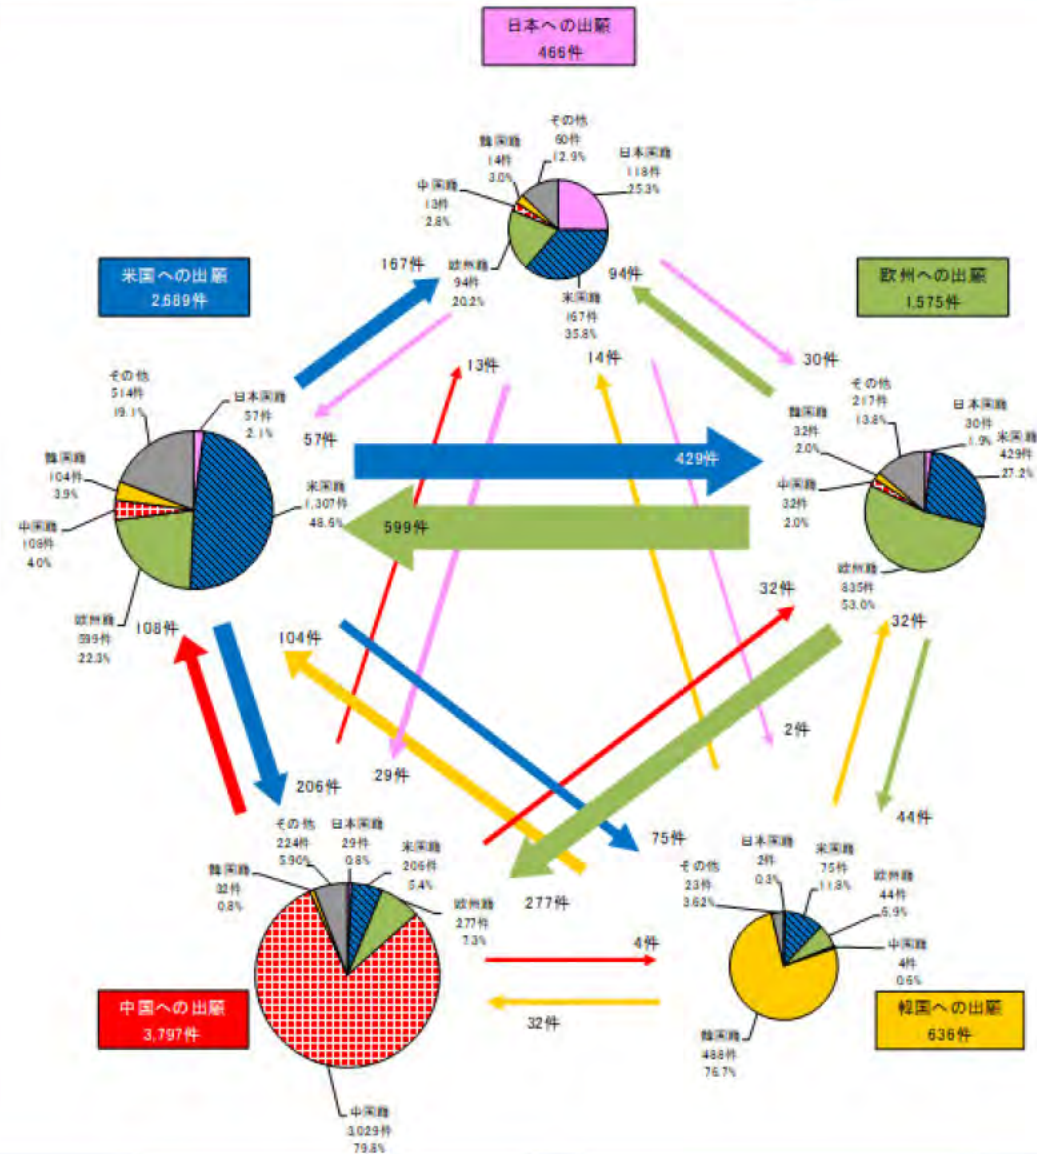 日本への出願
466件
その他
60件
12.9%
韓国籍
14件
3.0%
日本国籍
118件
25.3%
中国籍
13件
2.8%
欧州籍
94件
20.2%
米国籍
167件
35.8%
167件
94件
米国への出願
2,689件
欧州への出願
1,575件
13件
14件
30件
57件
その他
514件
19.1%
日本国籍
57件
2.1%
韓国籍
104件
3.9%
米国籍
1,307件
48.6%
中国籍
108件
4.0%
欧州籍
599件
22.3%
429件
599件
その他
217件
13.8%
日本国籍
30件
1.9%
韓国籍
32件
2.0%
米国籍
429件
27.2%
中国籍
32件
2.0%
欧州籍
835件
53.0%
108件
104件
32件
32件
29件
2件
206件
75件
44件
277件
その他
224件
5.90%
日本国籍
29件
0.8%
米国籍
206件
5.4%
韓国籍
32件
0.8%
欧州籍
277件
7.3%
その他
23件
3.62%
日本国籍
2件
0.3%
米国籍
75件
11.8%
欧州籍
44件
6.9%
中国籍
4件
0.6%
4件
32件
中国への出願
3,797件
韓国への出願
636件
韓国籍
488件
76.7%
中国籍
3,029件
79.8%